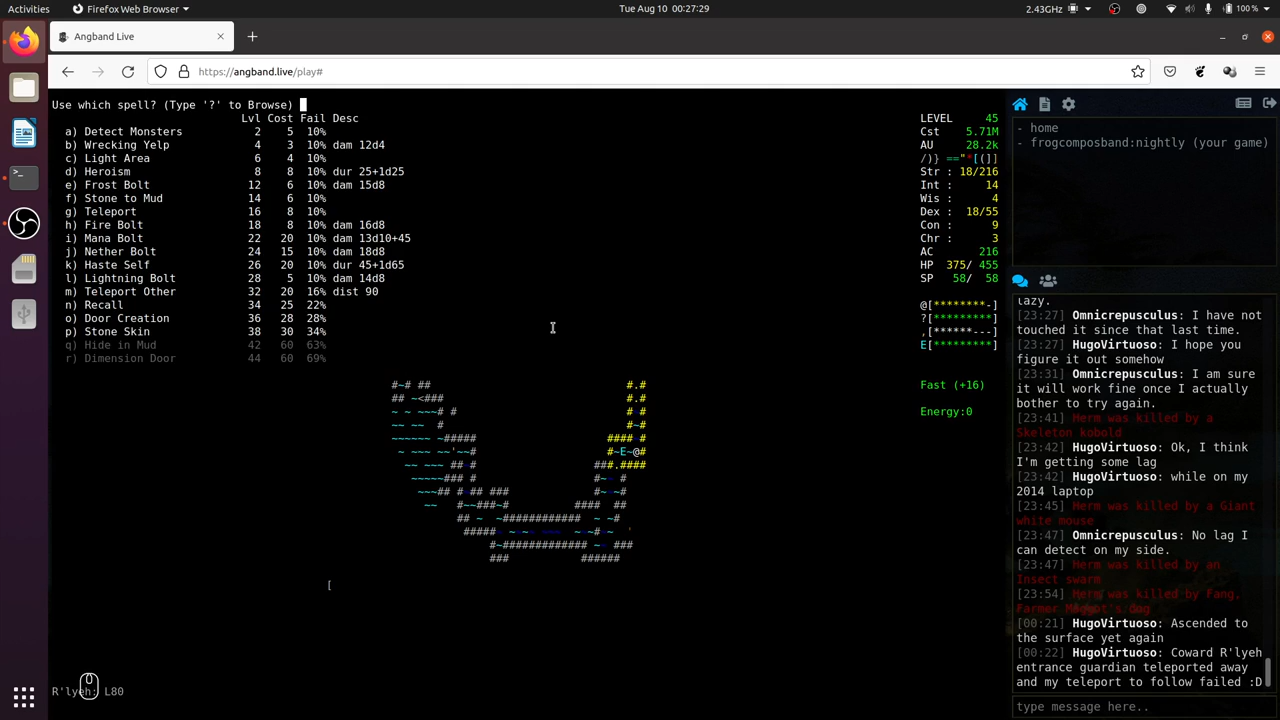 Activities
Firefox Web Browser
Tue Aug 10 00:27:29
2.43GHz
100 %
Angband Live
https://angband.live/play#
Use which spell? (Type '?' to Browse)
Lvl Cost Fail Desc
a) Detect Monsters 2 5 10%
b) Wrecking Yelp 4 3 10% dam 12d4
c) Light Area 6 4 10%
d) Heroism 8 8 10% dur 25+1d25
e) Frost Bolt 12 6 10% dam 15d8
f) Stone to Mud 14 6 10%
g) Teleport 16 8 10%
h) Fire Bolt 18 8 10% dam 16d8
i) Mana Bolt 22 20 10% dam 13d10+45
j) Nether Bolt 24 15 10% dam 18d8
k) Haste Self 26 20 10% dur 45+1d65
l) Lightning Bolt 28 5 10% dam 14d8
m) Teleport Other 32 20 16% dist 90
n) Recall 34 25 22%
o) Door Creation 36 28 28%
p) Stone Skin 38 30 34%
q) Hide in Mud 42 60 63%
r) Dimension Door 44 60 69%
LEVEL 45
Cst 5.71M
AU 28.2k
/)} =="*[(]]
Str : 18/216
Int : 14
Wis : 4
Dex : 18/55
Con : 9
Chr : 3
AC 216
HP 375/ 455
SP 58/ 58
@[********-]
?[*********]
,[******---]
E[*********]
Fast (+16)
Energy:0
R'lyeh: L80
- home
- frogcomposband:nightly (your game)
lazy.
[23:27] Omnicrepusculus: I have not
touched it since that last time.
[23:27] HugoVirtuoso: I hope you
figure it out somehow
[23:31] Omnicrepusculus: I am sure
it will work fine once I actually
bother to try again.
[23:41] Herm was killed by a
Skeleton kobold
[23:42] HugoVirtuoso: Ok, I think
I'm getting some lag
[23:42] HugoVirtuoso: while on my
2014 laptop
[23:45] Herm was killed by a Giant
white mouse
[23:47] Omnicrepusculus: No lag I
can detect on my side.
[23:47] Herm was killed by an
Insect swarm
[23:54] Herm was killed by Fang,
Farmer Maggot's dog
[00:21] HugoVirtuoso: Ascended to
the surface yet again
[00:22] HugoVirtuoso: Coward R'lyeh
entrance guardian teleported away
and my teleport to follow failed :D
type message here..